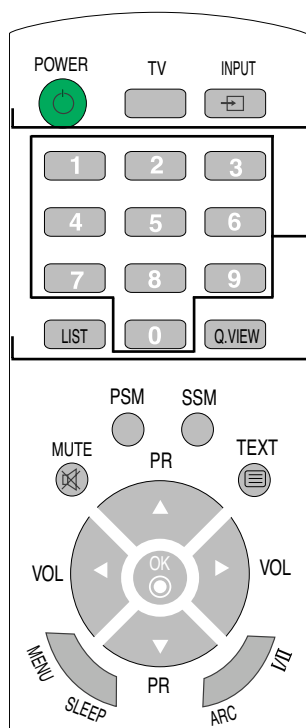 POWER TV INPUT
1 2 3
4 5 6
7 8 9
LIST 0 Q.VIEW
PSM SSM
MUTE PR TEXT
OK
VOL VOL
MENU PR I/II
SLEEP ARC